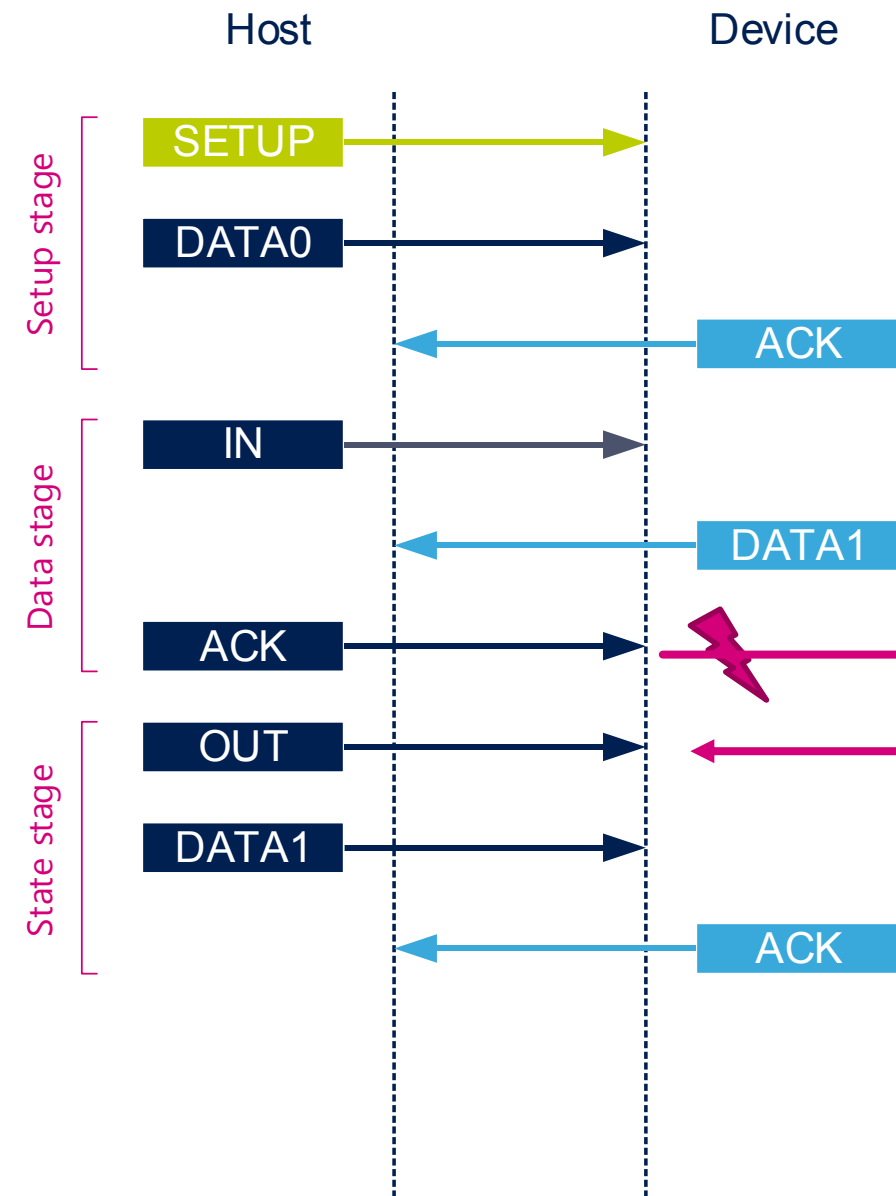 Host
Device
Setup stage
SETUP
DATA0
ACK
Data stage
IN
DATA1
ACK
State stage
OUT
DATA1
ACK